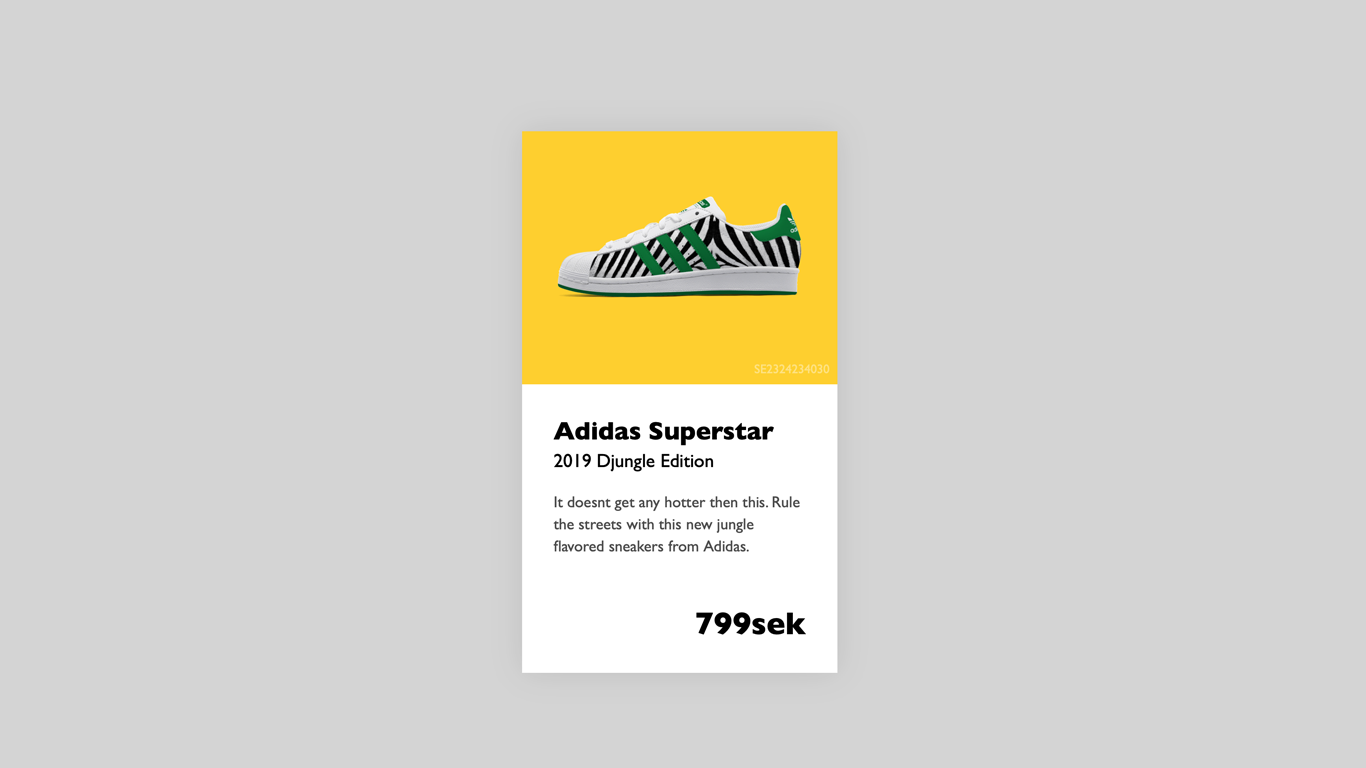 SE2324234030
Adidas Superstar
2019 Djungle Edition
It doesnt get any hotter then this. Rule
the streets with this new jungle
flavored sneakers from Adidas.
799sek